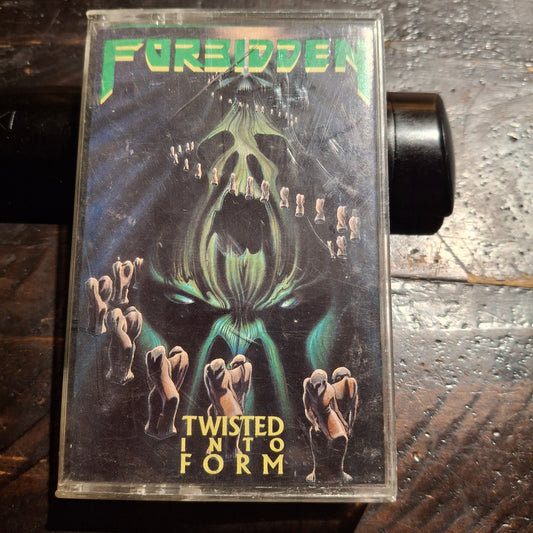 FORBIDDEN
TWISTED
INTO
FORM